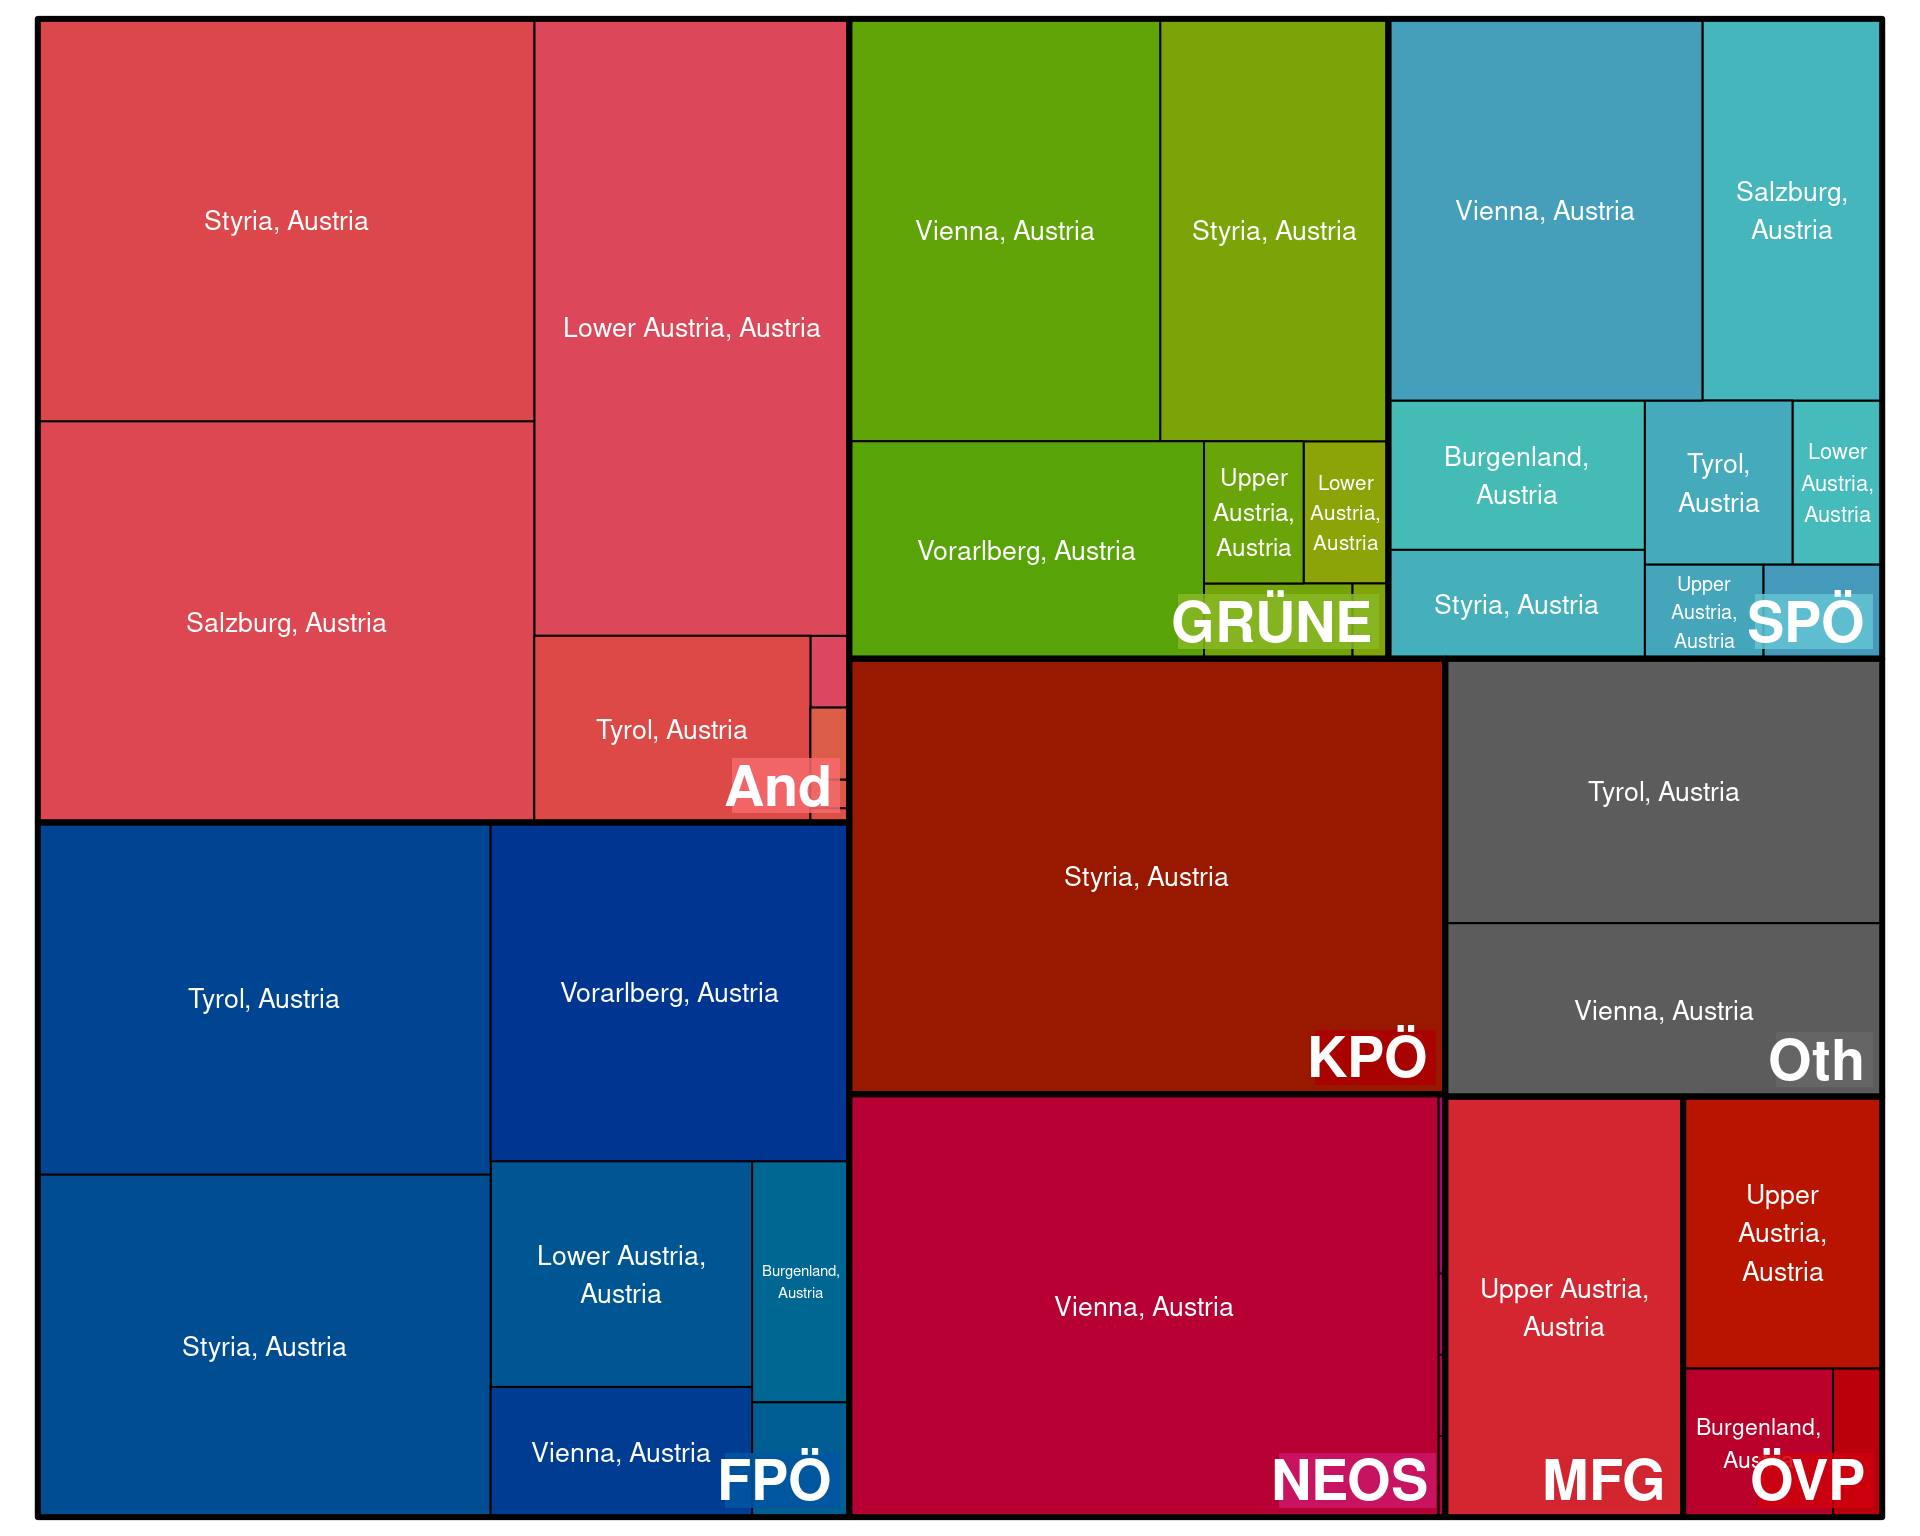 Styria, Austria
Lower Austria, Austria
Salzburg, Austria
Tyrol, Austria
And
Vienna, Austria
Styria, Austria
Vorarlberg, Austria
Upper
Austria,
Austria
Lower
Austria,
Austria
GRÜNE
Vienna, Austria
Salzburg,
Austria
Burgenland,
Austria
Tyrol,
Austria
Lower
Austria,
Austria
Styria, Austria
Upper
Austria,
Austria
SPÖ
Tyrol, Austria
Vorarlberg, Austria
Styria, Austria
Lower Austria,
Austria
Burgenland,
Austria
Vienna, Austria
FPÖ
Styria, Austria
KPÖ
Tyrol, Austria
Vienna, Austria
Oth
Vienna, Austria
NEOS
Upper Austria,
Austria
MFG
Upper
Austria,
Austria
Burgenland,
ÖVP